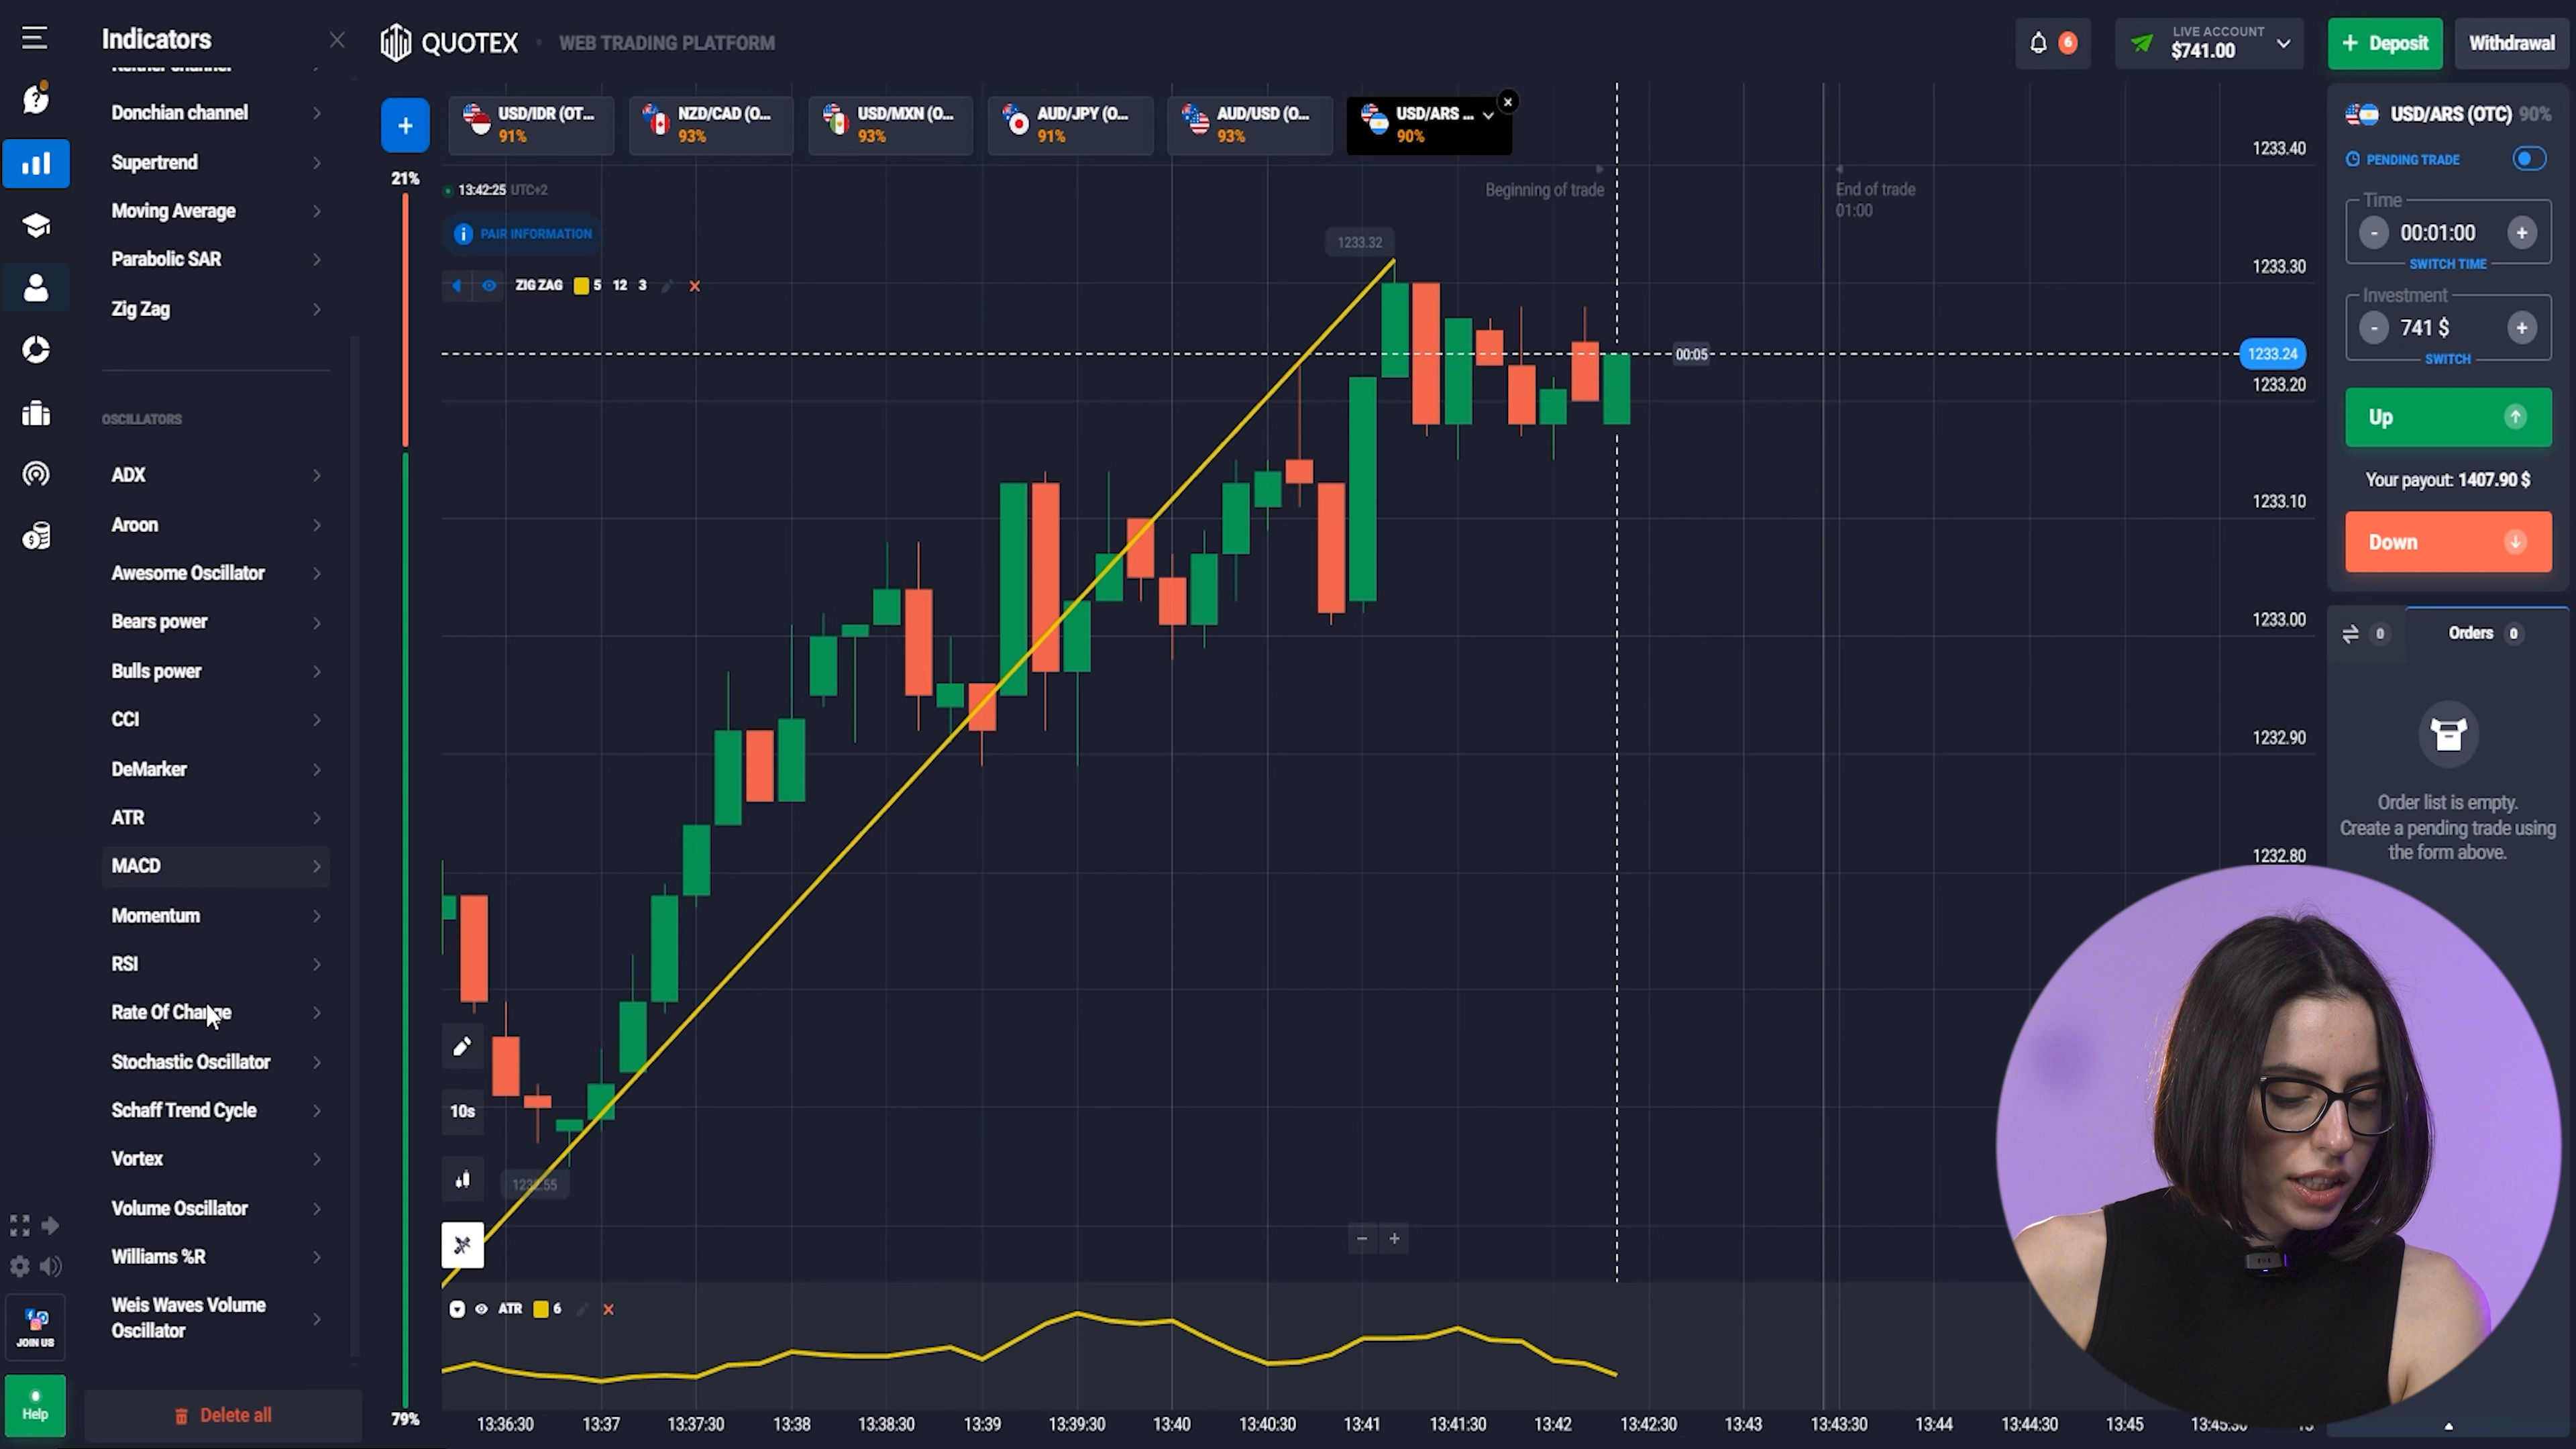 Indicators
QUOTEX
WEB TRADING PLATFORM
6
LIVE ACCOUNT
$741.00
+ Deposit
Withdrawal
Donchian channel
Supertrend
Moving Average
Parabolic SAR
Zig Zag
OSCILLATORS
ADX
Aroon
Awesome Oscillator
Bears power
Bulls power
CCI
DeMarker
ATR
MACD
Momentum
RSI
Rate Of Change
Stochastic Oscillator
Schaff Trend Cycle
Vortex
Volume Oscillator
Williams %R
Weis Waves Volume
Oscillator
Delete all
JOIN US
Help
+
USD/IDR (OT...
91%
NZD/CAD (O...
93%
USD/MXN (O...
93%
AUD/JPY (O...
91%
AUD/USD (O...
93%
USD/ARS ...
90%
21%
79%
13:42:25 UTC+2
PAIR INFORMATION
ZIG ZAG 5 12 3
Beginning of trade
End of trade
01:00
1233.32
00:05
1233.24
1233.40
1233.30
1233.20
1233.10
1233.00
1232.90
1232.80
10s
ATR 6
13:36:30
13:37
13:37:30
13:38
13:38:30
13:39
13:39:30
13:40
13:40:30
13:41
13:41:30
13:42
13:42:30
13:43
13:43:30
13:44
13:44:30
13:45
13:45:30
USD/ARS (OTC) 90%
PENDING TRADE
Time
- 00:01:00 +
SWITCH TIME
Investment
- 741 $ +
SWITCH
Up
Your payout: 1407.90 $
Down
0
Orders 0
Order list is empty.
Create a pending trade using
the form above.